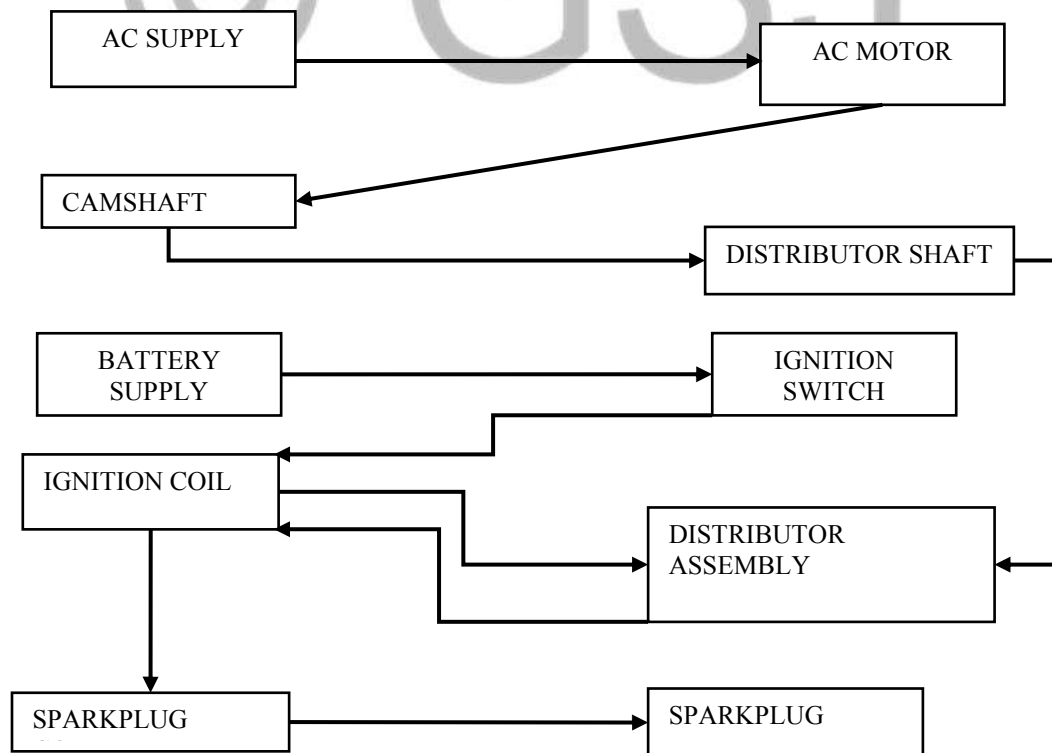 AC SUPPLY
AC MOTOR
CAMSHAFT
DISTRIBUTOR SHAFT
BATTERY
SUPPLY
IGNITION
SWITCH
IGNITION COIL
DISTRIBUTOR
ASSEMBLY
SPARKPLUG
SPARKPLUG